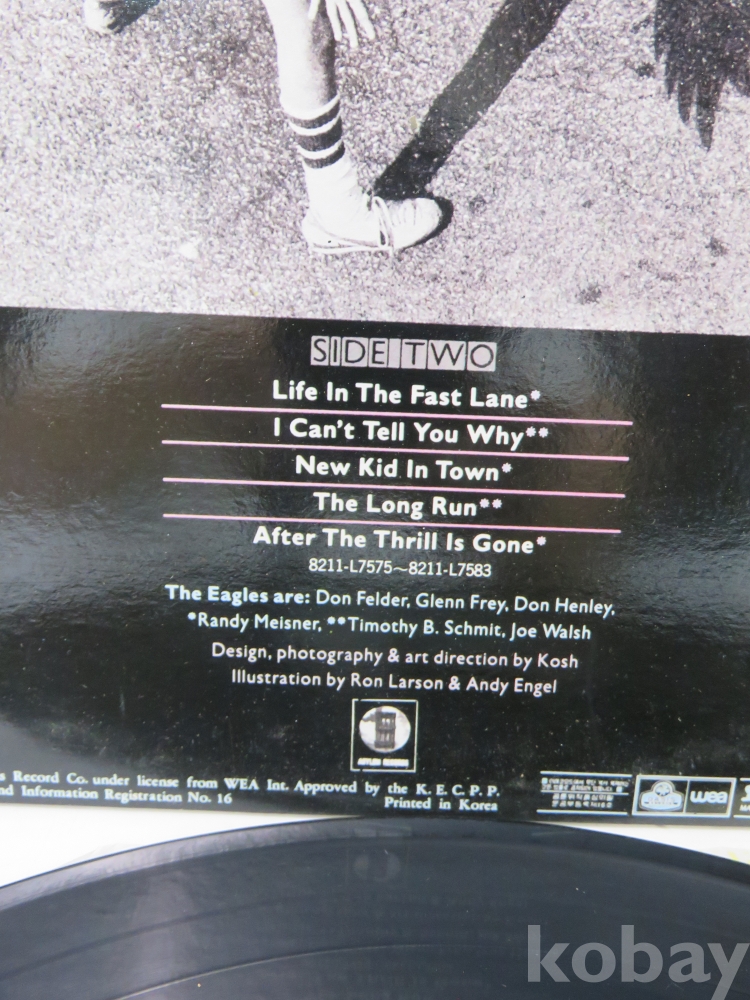 SIDE TWO
Life In The Fast Lane*
I Can't Tell You Why**
New Kid In Town*
The Long Run**
After The Thrill Is Gone*
8211-L7575~8211-L7583
The Eagles are: Don Felder, Glenn Frey, Don Henley,
*Randy Meisner, **Timothy B. Schmit, Joe Walsh
Design, photography & art direction by Kosh
Illustration by Ron Larson & Andy Engel
ASYLUM RECORDS
s Record Co. under license from WEA Int. Approved by the K. E. C. P. P.
nd Information Registration No. 16 Printed in Korea
wea
kobay